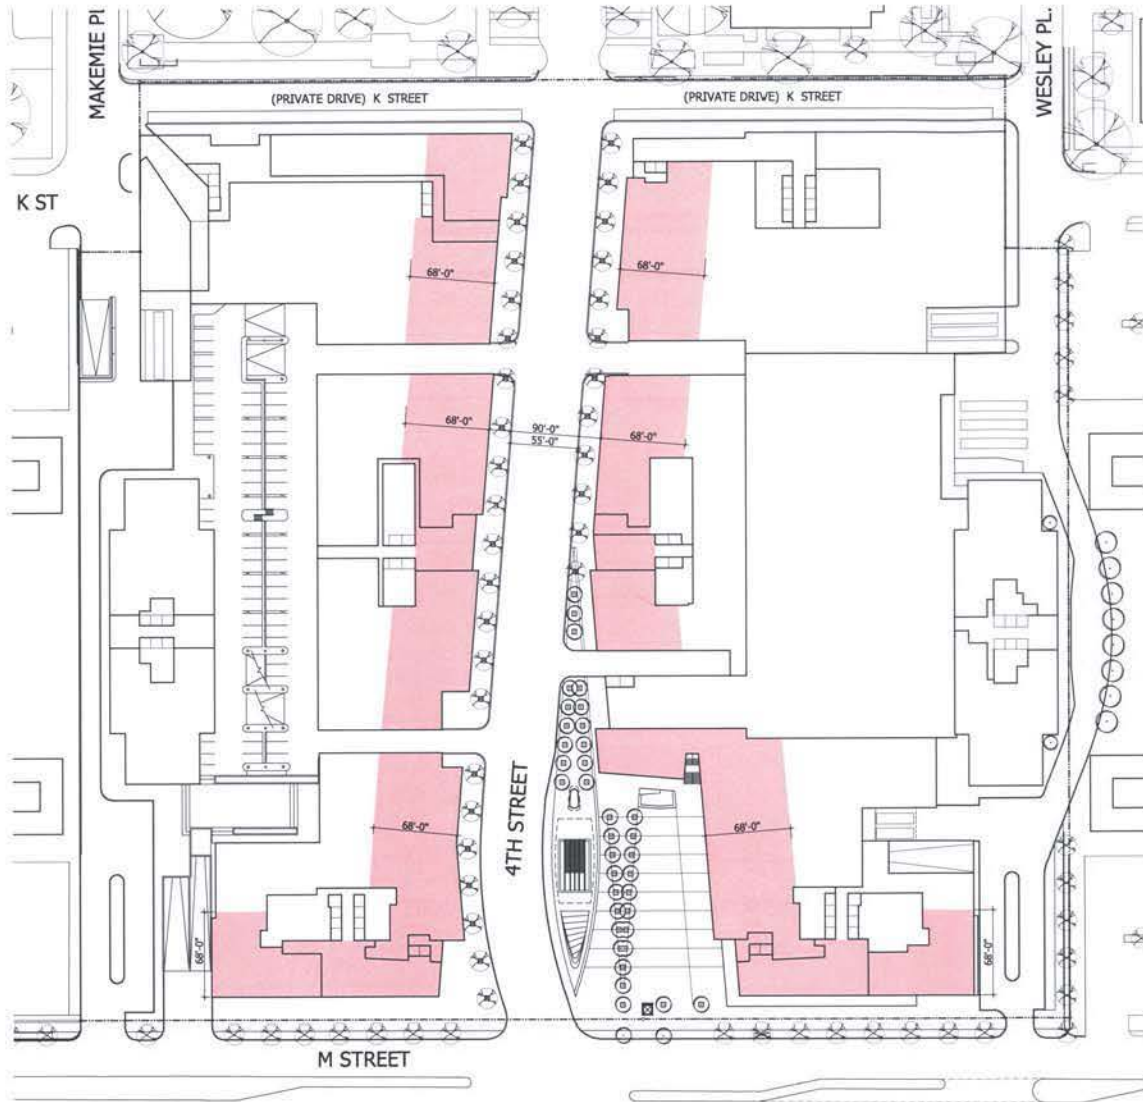 MAKEMIE PL
WESLEY PL.
(PRIVATE DRIVE) K STREET
(PRIVATE DRIVE) K STREET
K ST
68'-0"
68'-0"
68'-0"
90'-0"
55'-0"
68'-0"
4TH STREET
68'-0"
68'-0"
68'-0"
68'-0"
M STREET